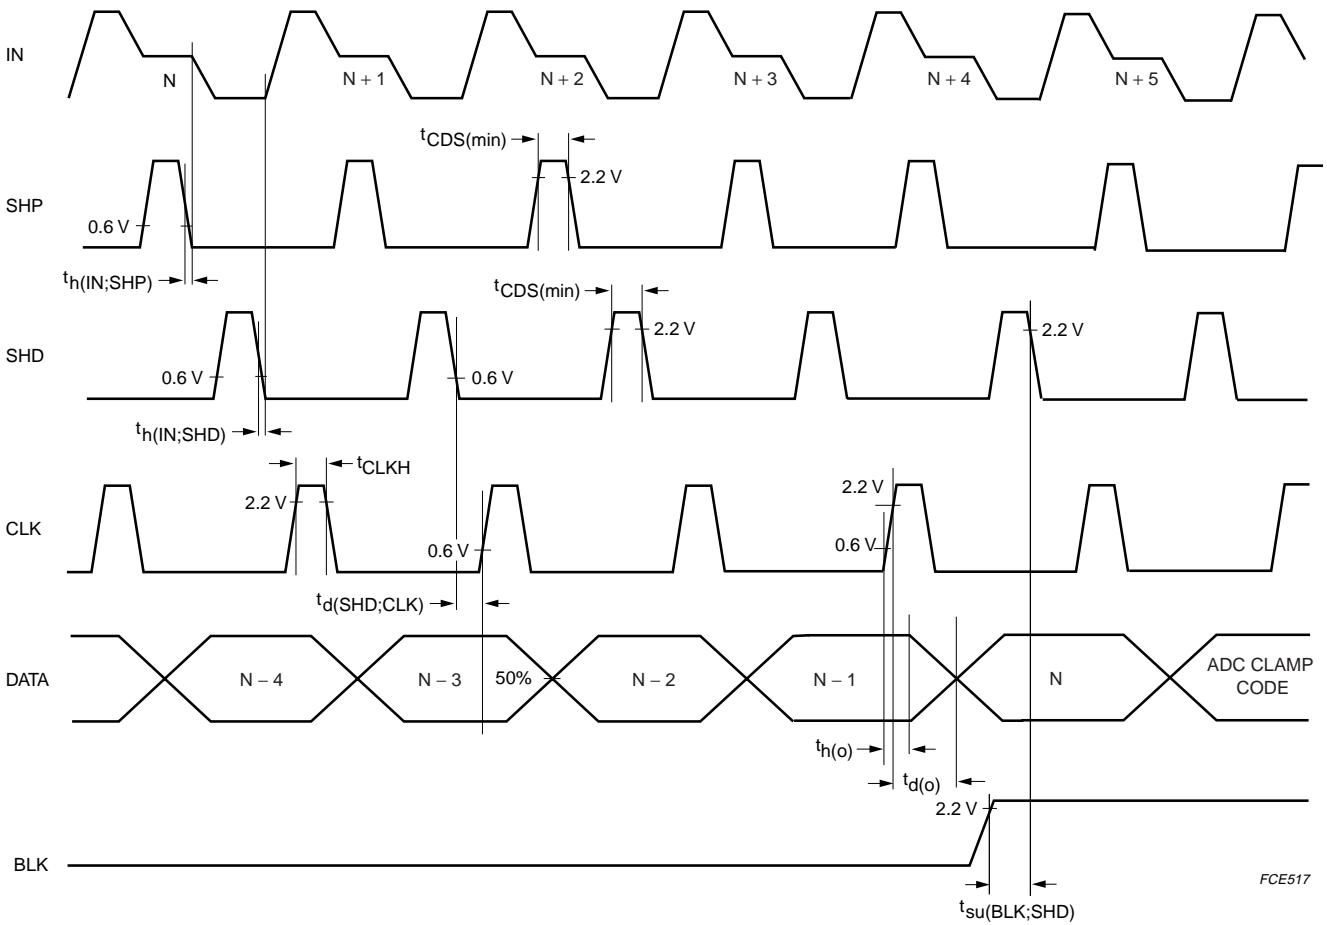 IN
N
N + 1
N + 2
N + 3
N + 4
N + 5
tCDS(min)
SHP
2.2 V
0.6 V
th(IN;SHP)
tCDS(min)
SHD
2.2 V
2.2 V
0.6 V
0.6 V
th(IN;SHD)
tCLKH
CLK
2.2 V
2.2 V
0.6 V
0.6 V
td(SHD;CLK)
DATA
N − 4
N − 3
50%
N − 2
N − 1
N
ADC CLAMP
CODE
th(o)
td(o)
2.2 V
BLK
FCE517
tsu(BLK;SHD)